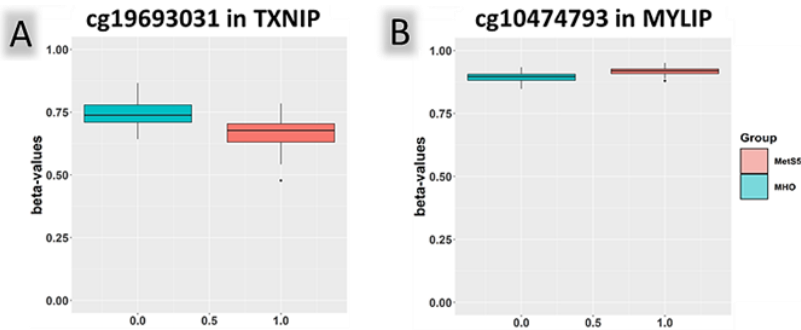 A
cg19693031 in TXNIP
beta-values
1.00
0.75
0.50
0.25
0.00
0.0
0.5
1.0
B
cg10474793 in MYLIP
beta-values
1.00
0.75
0.50
0.25
0.00
0.0
0.5
1.0
Group
MetS5
MHO